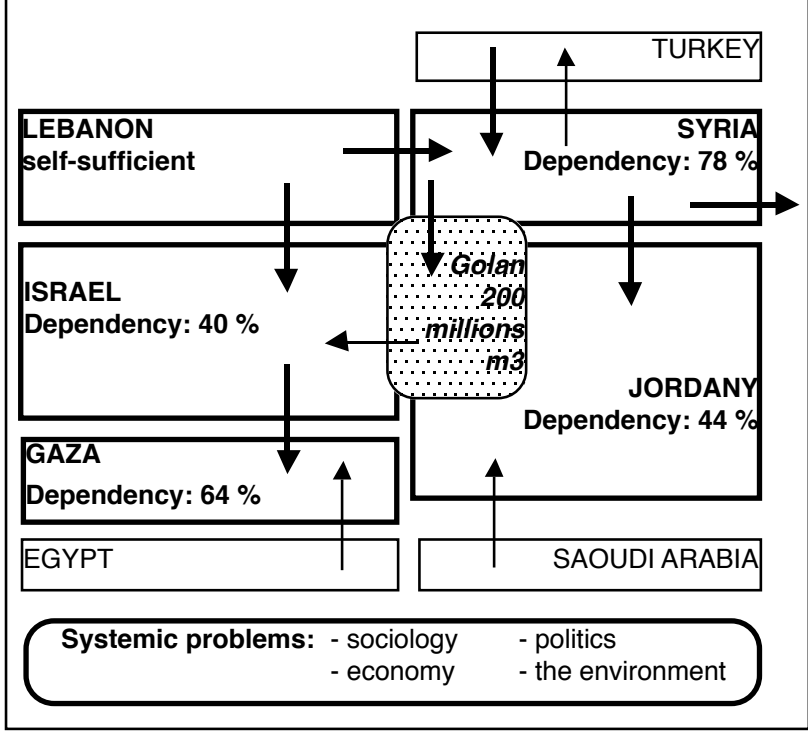 TURKEY
LEBANON
self-sufficient
SYRIA
Dependency: 78 %
Golan
200
millions
m3
ISRAEL
Dependency: 40 %
JORDANY
Dependency: 44 %
GAZA
Dependency: 64 %
EGYPT
SAOUDI ARABIA
Systemic problems: - sociology - politics
- economy - the environment